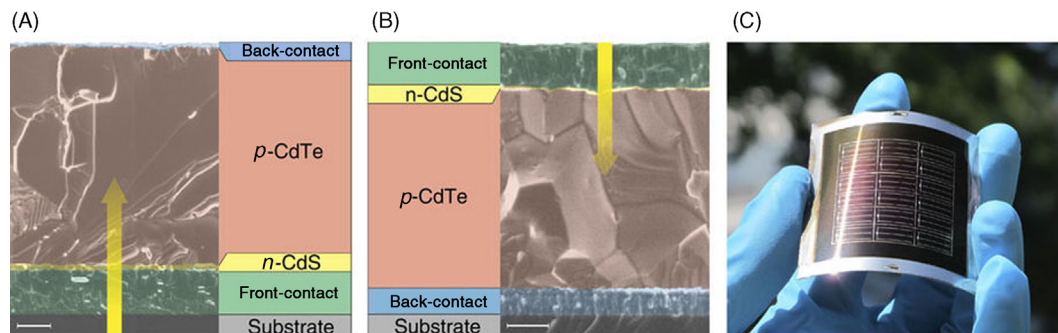 (A)
Back-contact
p-CdTe
n-CdS
Front-contact
Substrate
(B)
Front-contact
n-CdS
p-CdTe
Back-contact
Substrate
(C)